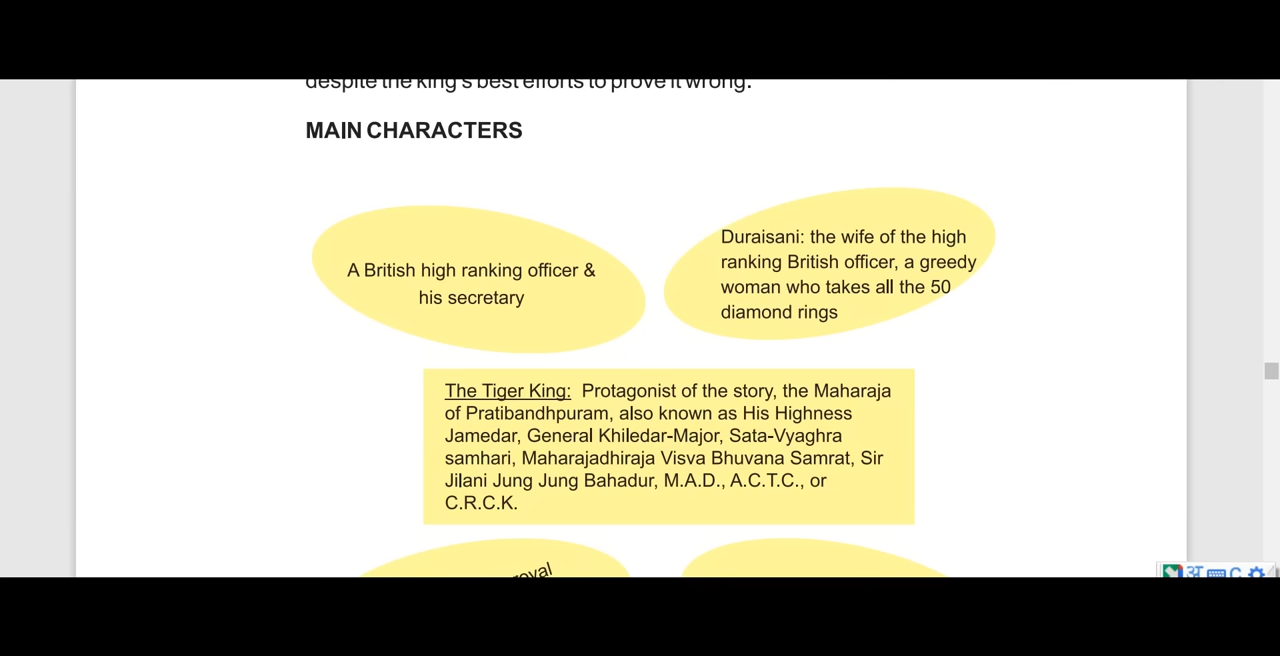 despite the king's best efforts to prove it wrong.
MAIN CHARACTERS
A British high ranking officer &
his secretary
Duraisani: the wife of the high
ranking British officer, a greedy
woman who takes all the 50
diamond rings
The Tiger King: Protagonist of the story, the Maharaja
of Pratibandhpuram, also known as His Highness
Jamedar, General Khiledar-Major, Sata-Vyaghra
samhari, Maharajadhiraja Visva Bhuvana Samrat, Sir
Jilani Jung Jung Bahadur, M.A.D., A.C.T.C., or
C.R.C.K.
अ